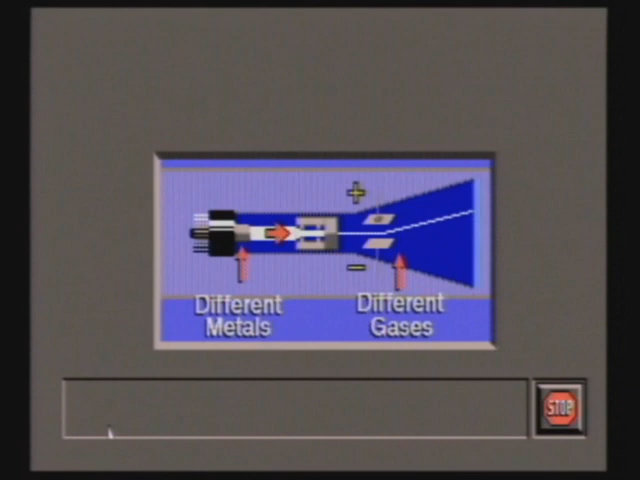 +
−
Different
Metals
Different
Gases
STOP